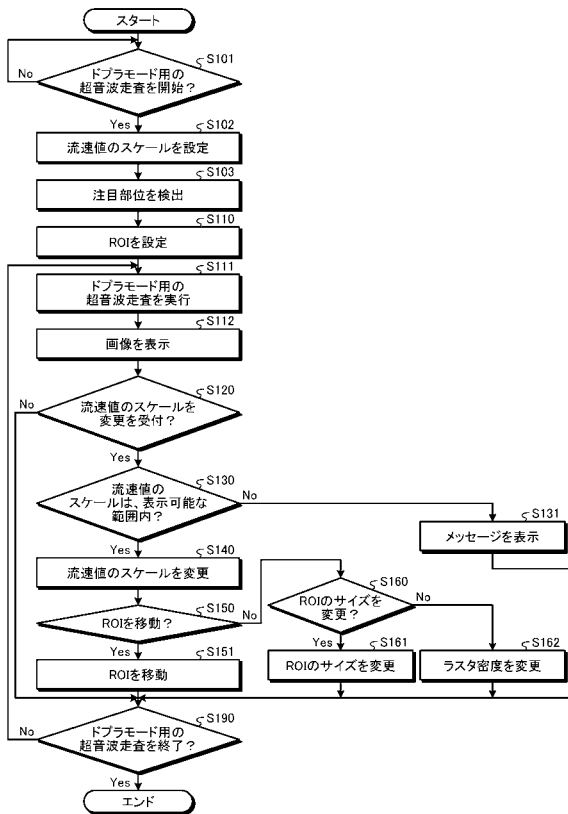 スタート
S101
ドプラモード用の
超音波走査を開始？
No
Yes
S102
流速値のスケールを設定
S103
注目部位を検出
S110
ROIを設定
S111
ドプラモード用の
超音波走査を実行
S112
画像を表示
S120
流速値のスケールを
変更を受付？
No
Yes
S130
流速値の
スケールは、表示可能な
範囲内？
No
Yes
S131
メッセージを表示
S140
流速値のスケールを変更
S150
ROIを移動？
No
Yes
S160
ROIのサイズを
変更？
No
Yes
S151
ROIを移動
S161
ROIのサイズを変更
S162
ラスタ密度を変更
S190
ドプラモード用の
超音波走査を終了？
No
Yes
エンド